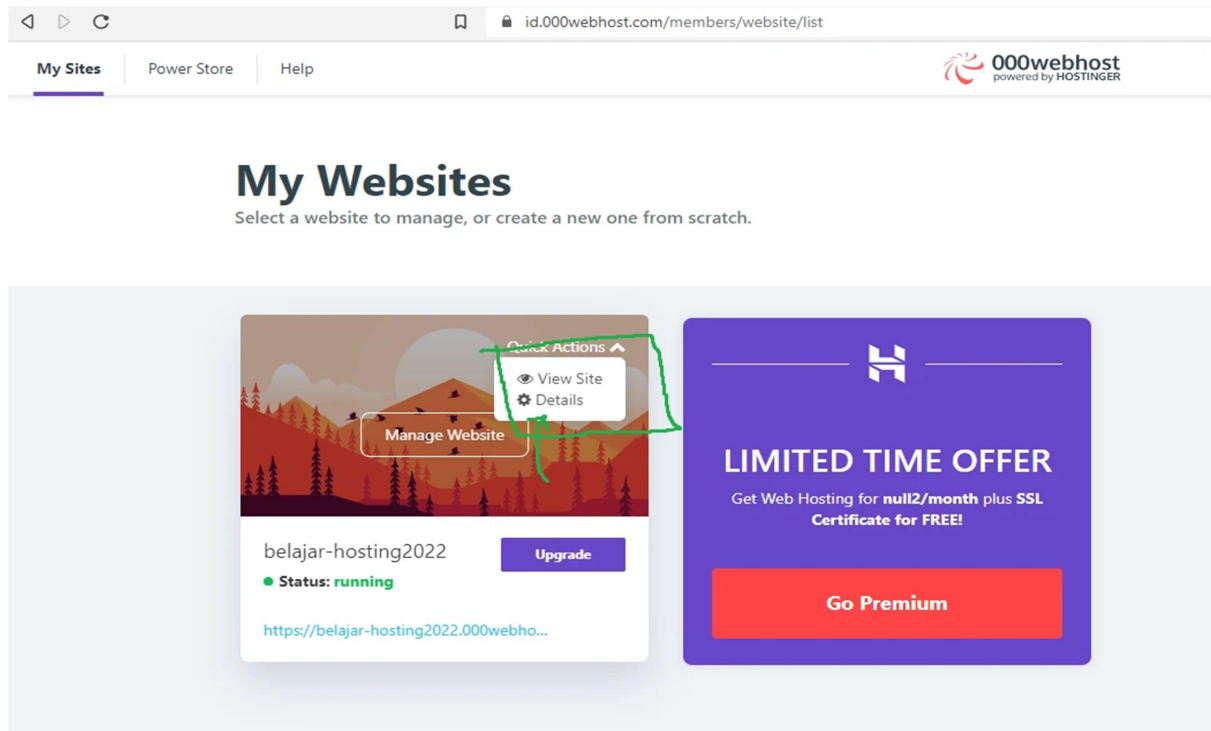 id.000webhost.com/members/website/list
My Sites Power Store Help
000webhost
powered by HOSTINGER
My Websites
Select a website to manage, or create a new one from scratch.
Quick Actions
View Site
Details
Manage Website
belajar-hosting2022
Upgrade
Status: running
https://belajar-hosting2022.000webho...
LIMITED TIME OFFER
Get Web Hosting for null2/month plus SSL
Certificate for FREE!
Go Premium